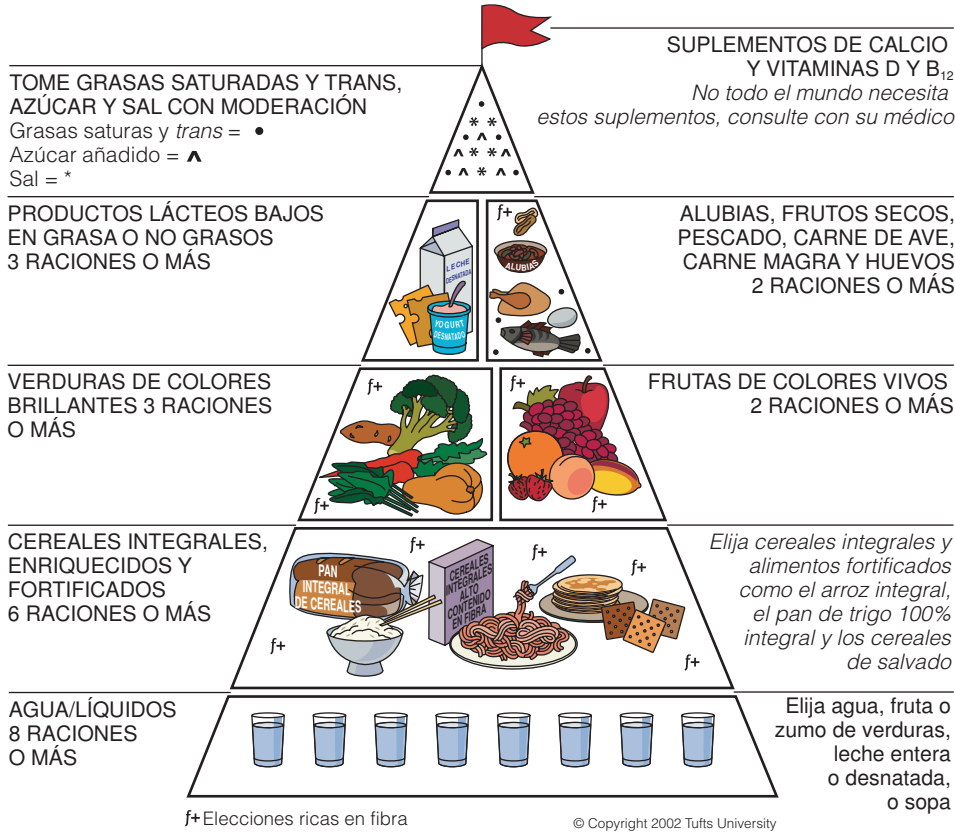 SUPLEMENTOS DE CALCIO
Y VITAMINAS D Y B₁₂
No todo el mundo necesita
estos suplementos, consulte con su médico
TOME GRASAS SATURADAS Y TRANS,
AZÚCAR Y SAL CON MODERACIÓN
Grasas saturas y trans = •
Azúcar añadido = ^
Sal = *
PRODUCTOS LÁCTEOS BAJOS
EN GRASA O NO GRASOS
3 RACIONES O MÁS
LECHE
DESNATADA
YOGURT
DESNATADO
f+
ALUBIAS
ALUBIAS, FRUTOS SECOS,
PESCADO, CARNE DE AVE,
CARNE MAGRA Y HUEVOS
2 RACIONES O MÁS
VERDURAS DE COLORES
BRILLANTES 3 RACIONES
O MÁS
f+
f+
f+
f+
FRUTAS DE COLORES VIVOS
2 RACIONES O MÁS
CEREALES INTEGRALES,
ENRIQUECIDOS Y
FORTIFICADOS
6 RACIONES O MÁS
PAN
INTEGRAL
DE CEREALES
f+
CEREALES
INTEGRALES
ALTO
CONTENIDO
EN FIBRA
f+
f+
f+
f+
Elija cereales integrales y
alimentos fortificados
como el arroz integral,
el pan de trigo 100%
integral y los cereales
de salvado
AGUA/LÍQUIDOS
8 RACIONES
O MÁS
Elija agua, fruta o
zumo de verduras,
leche entera
o desnatada,
o sopa
f+ Elecciones ricas en fibra
© Copyright 2002 Tufts University